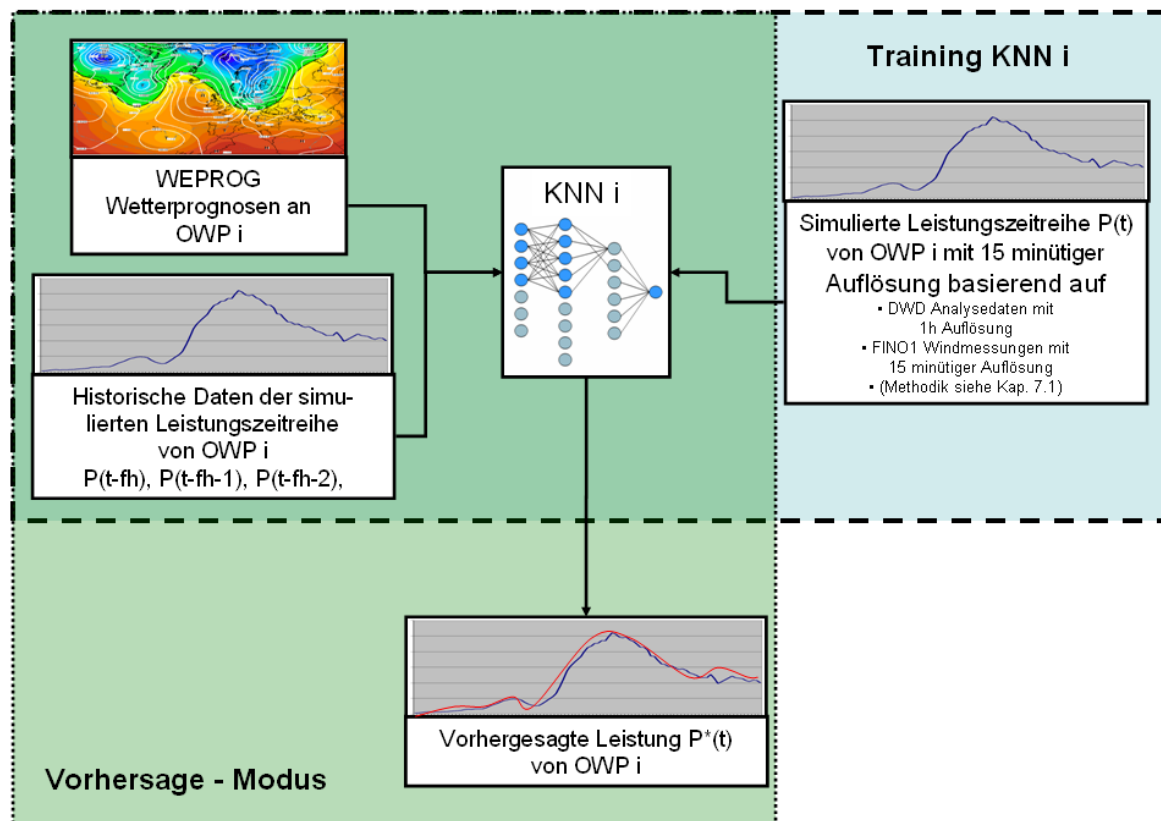 WEPROG
Wetterprognosen an
OWP i
Historische Daten der simu-
lierten Leistungszeitreihe
von OWP i
P(t-fh), P(t-fh-1), P(t-fh-2),
KNN i
Training KNN i
Simulierte Leistungszeitreihe P(t)
von OWP i mit 15 minütiger
Auflösung basierend auf
▪ DWD Analysedaten mit
1h Auflösung
▪ FINO1 Windmessungen mit
15 minütiger Auflösung
▪ (Methodik siehe Kap. 7.1)
Vorhergesagte Leistung P*(t)
von OWP i
Vorhersage - Modus